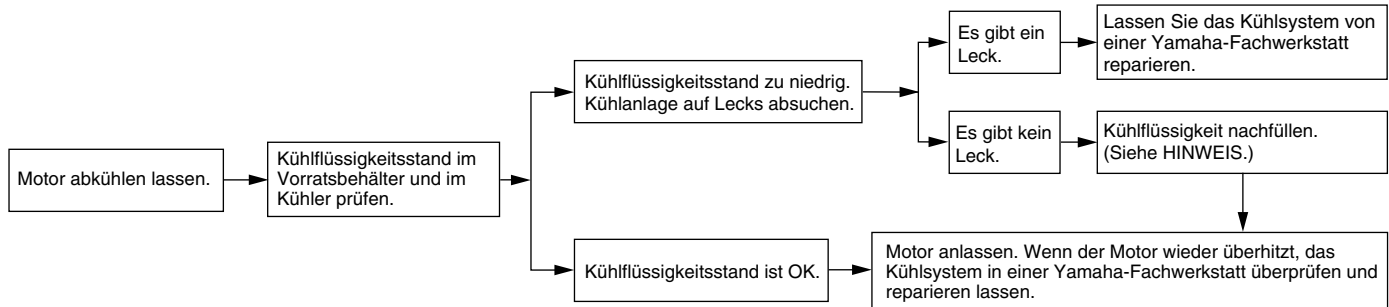 Motor abkühlen lassen.
Kühlflüssigkeitsstand im
Vorratsbehälter und im
Kühler prüfen.
Kühlflüssigkeitsstand zu niedrig.
Kühlanlage auf Lecks absuchen.
Es gibt ein
Leck.
Lassen Sie das Kühlsystem von
einer Yamaha-Fachwerkstatt
reparieren.
Es gibt kein
Leck.
Kühlflüssigkeit nachfüllen.
(Siehe HINWEIS.)
Kühlflüssigkeitsstand ist OK.
Motor anlassen. Wenn der Motor wieder überhitzt, das
Kühlsystem in einer Yamaha-Fachwerkstatt überprüfen und
reparieren lassen.